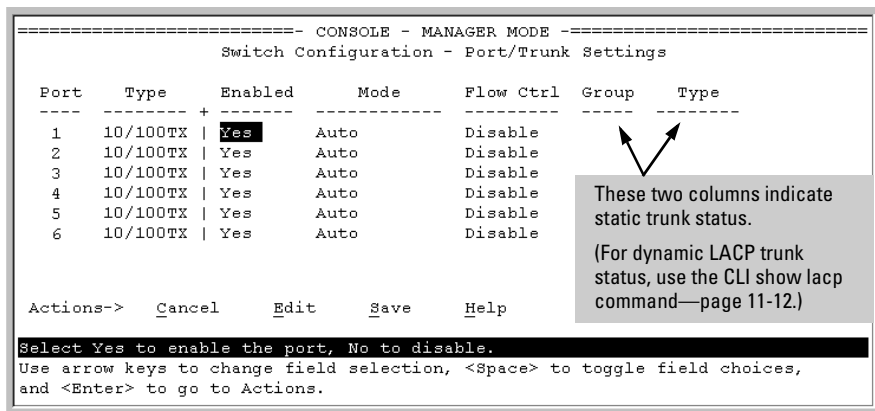 ==========================- CONSOLE - MANAGER MODE -============================
Switch Configuration - Port/Trunk Settings
Port Type Enabled Mode Flow Ctrl Group Type
---- -------- + ------- ------------ --------- ----- --------
1 10/100TX | Yes Auto Disable
2 10/100TX | Yes Auto Disable
3 10/100TX | Yes Auto Disable
4 10/100TX | Yes Auto Disable
5 10/100TX | Yes Auto Disable
6 10/100TX | Yes Auto Disable
These two columns indicate
static trunk status.
(For dynamic LACP trunk
status, use the CLI show lacp
command—page 11-12.)
Actions-> Cancel Edit Save Help
Select Yes to enable the port, No to disable.
Use arrow keys to change field selection, <Space> to toggle field choices,
and <Enter> to go to Actions.